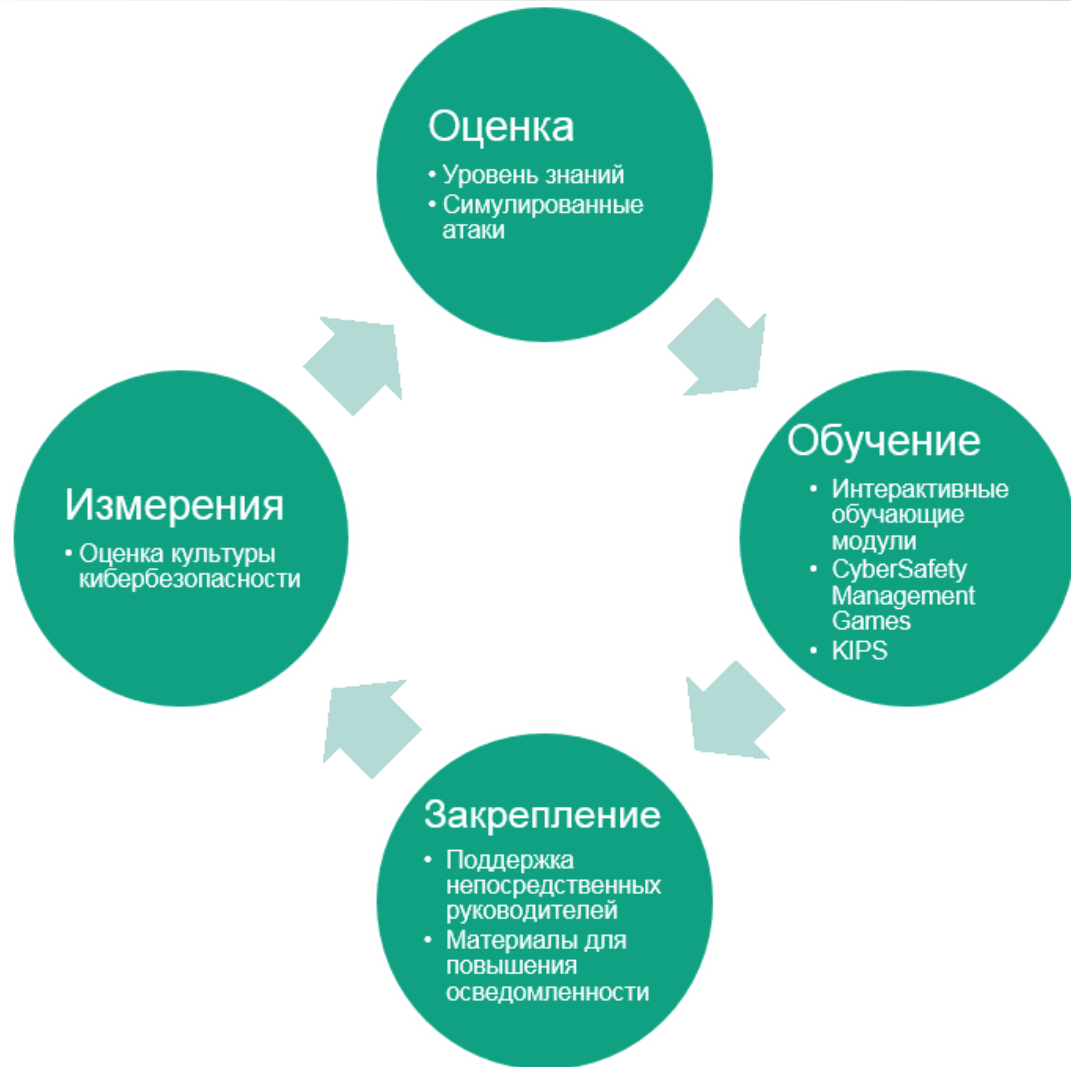 Оценка
• Уровень знаний
• Симулированные
атаки
Обучение
• Интерактивные
обучающие
модули
• CyberSafety
Management
Games
• KIPS
Закрепление
• Поддержка
непосредственных
руководителей
• Материалы для
повышения
осведомленности
Измерения
• Оценка культуры
кибербезопасности